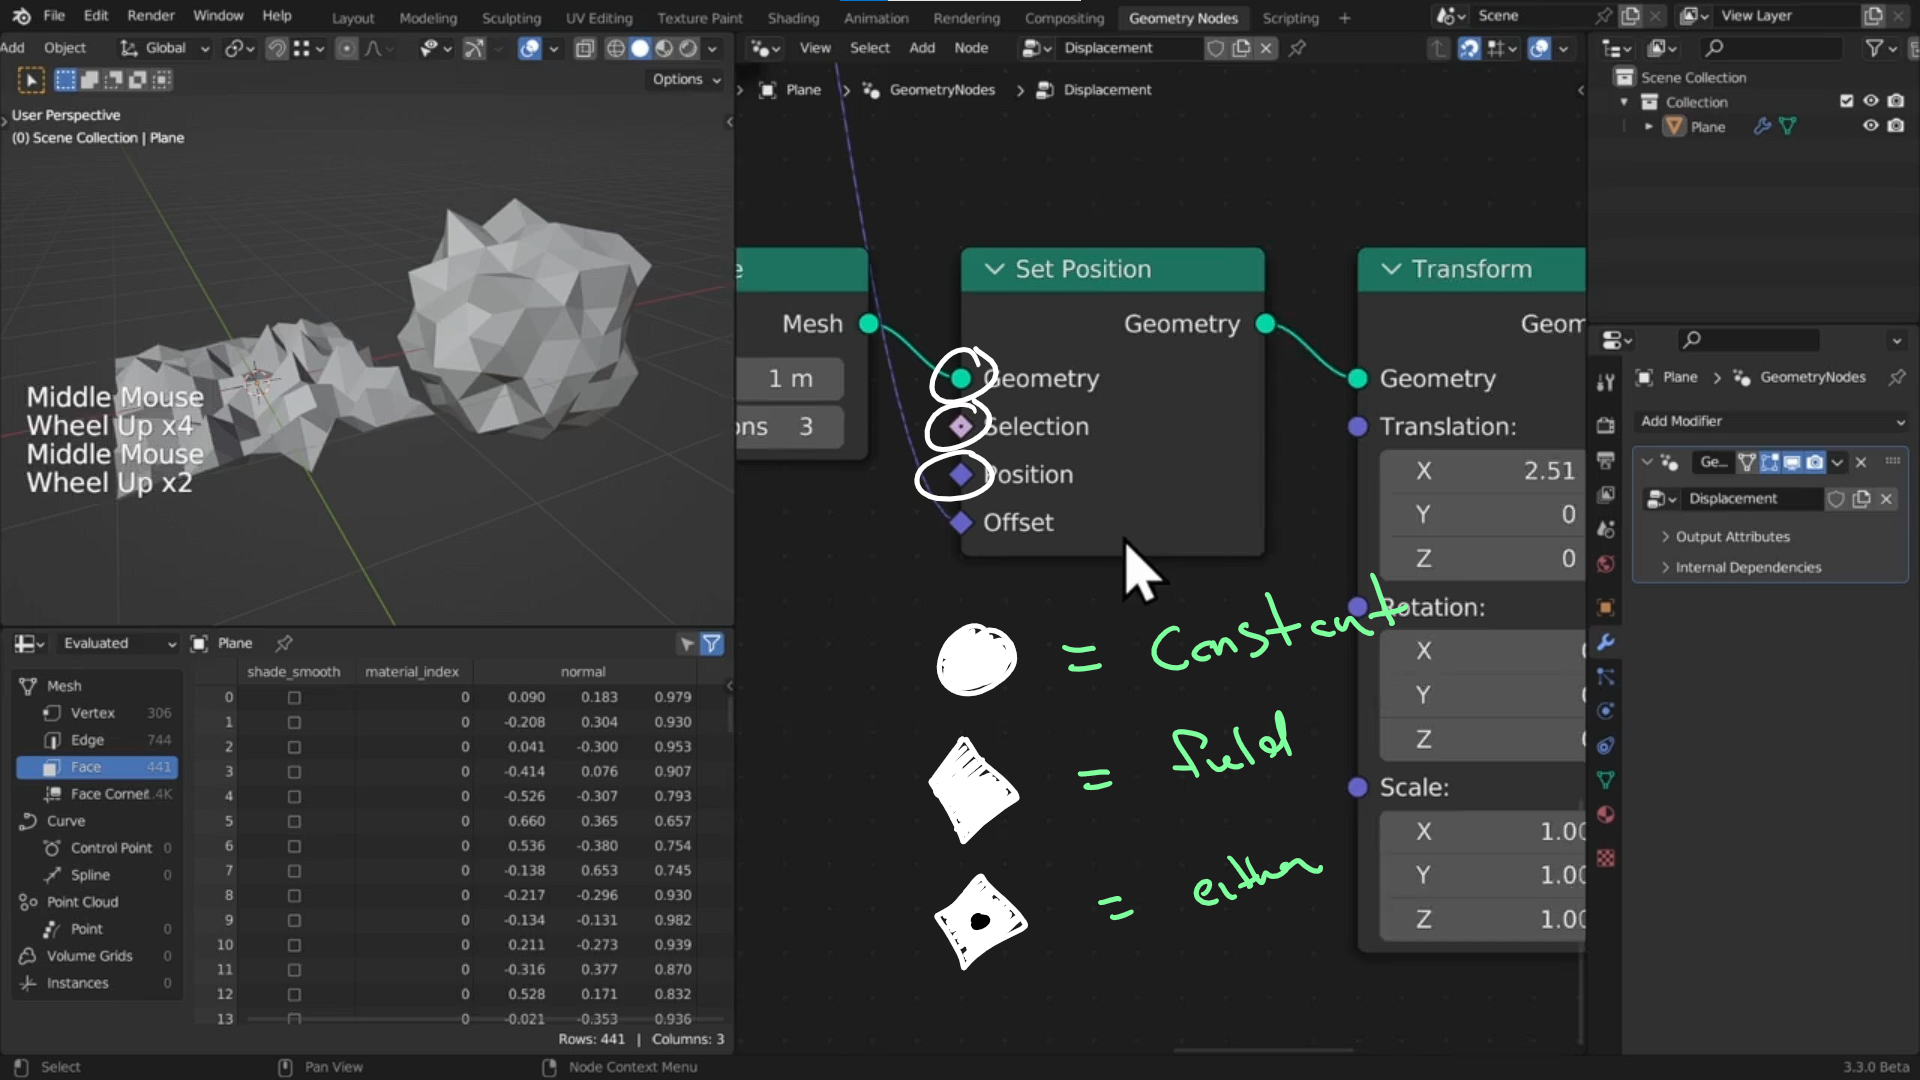 File Edit Render Window Help Layout Modeling Sculpting UV Editing Texture Paint Shading Animation Rendering Compositing Geometry Nodes Scripting + Scene View Layer
Add Object Global View Select Add Node Displacement
Options
Plane > GeometryNodes > Displacement
User Perspective
(0) Scene Collection | Plane
Middle Mouse
Wheel Up x4
Middle Mouse
Wheel Up x2
e
Mesh
1 m
ons 3
Set Position
Geometry
Geometry
Selection
Position
Offset
Transform
Geom
Geometry
Translation:
X 2.51
Y 0
Z 0
Rotation:
X
Y
Z
Scale:
X 1.00
Y 1.00
Z 1.00
= Constant
= field
= either
Scene Collection
Collection
Plane
Plane > GeometryNodes
Add Modifier
Ge...
Displacement
> Output Attributes
> Internal Dependencies
Evaluated Plane
Mesh
Vertex 306
Edge 744
Face 441
Face Corner 1.4K
Curve
Control Point 0
Spline 0
Point Cloud
Point 0
Volume Grids 0
Instances 0
shade_smooth material_index normal
0 0 0.090 0.183 0.979
1 0 -0.208 0.304 0.930
2 0 0.041 -0.300 0.953
3 0 -0.414 0.076 0.907
4 0 -0.526 -0.307 0.793
5 0 0.660 0.365 0.657
6 0 0.536 -0.380 0.754
7 0 -0.138 0.653 0.745
8 0 -0.217 -0.296 0.930
9 0 -0.134 -0.131 0.982
10 0 0.211 -0.273 0.939
11 0 -0.316 0.377 0.870
12 0 0.528 0.171 0.832
13 0 -0.021 -0.353 0.936
Rows: 441 | Columns: 3
Select Pan View Node Context Menu 3.3.0 Beta